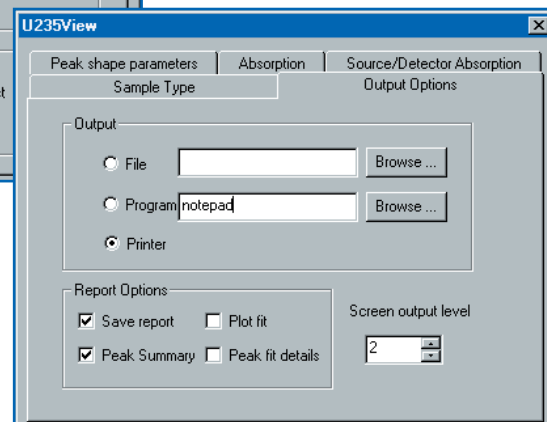 U235View
Peak shape parameters Absorption Source/Detector Absorption
Sample Type Output Options
ct
Output
File Browse ...
Program notepad Browse ...
Printer
Report Options
Save report Plot fit
Peak Summary Peak fit details
Screen output level
2